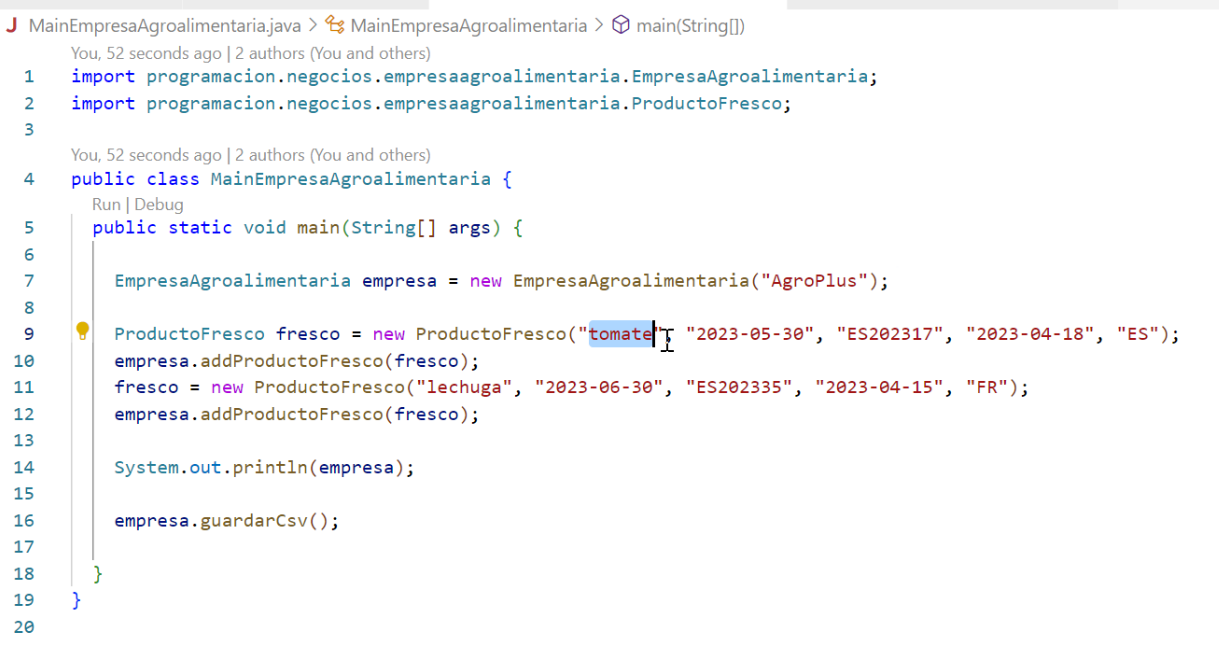 J MainEmpresaAgroalimentaria.java > MainEmpresaAgroalimentaria > main(String[])
You, 52 seconds ago | 2 authors (You and others)
1 import programacion.negocios.empresaagroalimentaria.EmpresaAgroalimentaria;
2 import programacion.negocios.empresaagroalimentaria.ProductoFresco;
3
You, 52 seconds ago | 2 authors (You and others)
4 public class MainEmpresaAgroalimentaria {
Run | Debug
5 public static void main(String[] args) {
6
7 EmpresaAgroalimentaria empresa = new EmpresaAgroalimentaria("AgroPlus");
8
9 ProductoFresco fresco = new ProductoFresco("tomate", "2023-05-30", "ES202317", "2023-04-18", "ES");
10 empresa.addProductoFresco(fresco);
11 fresco = new ProductoFresco("lechuga", "2023-06-30", "ES202335", "2023-04-15", "FR");
12 empresa.addProductoFresco(fresco);
13
14 System.out.println(empresa);
15
16 empresa.guardarCsv();
17
18 }
19 }
20